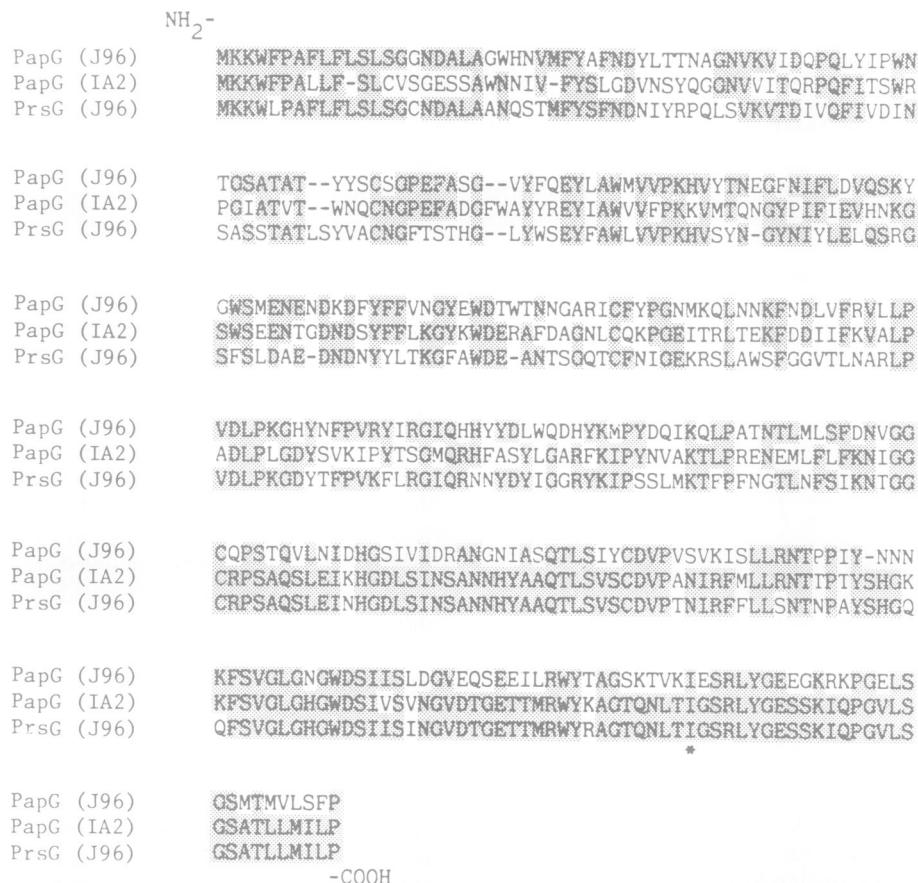 NH2-
PapG (J96) MKKWFPAFLFLSLSGGNDALAGWHNVMFYAFNDYLTTNAGNVKVIDQPQLYIPWN
PapG (IA2) MKKWFPALLF-SLCVSGESSAWNNIV-FYSLGDVNSYQGGNVVITQRPQFITSWR
PrsG (J96) MKKWLPAFLFLSLSGCNDALAANQSTMFYSFNDNIYRPQLSVKVTDIVQFIVDIN
PapG (J96) TGSATAT--YYSCSGPEFASG--VYFQEYLAWMVVPKHVYTNEGFNIFLDVQSKY
PapG (IA2) PGIATVT--WNQCNGPEFADGFWAYYREYIAWVVFPKKVMTQNGYPIFIEVHNKG
PrsG (J96) SASSTATLSYVACNGFTSTHG--LYWSEYFAWLVVPKHVSYN-GYNIYLELQSRG
PapG (J96) GWSMENENDKDFYFFVNGYEWDTWTNNGARICFYPGNMKQLNNKFNDLVFRVLLP
PapG (IA2) SWSEENTGDNDSYFFLKGYKWDERAFDAGNLCQKPGEITRLTEKFDDIIFKVALP
PrsG (J96) SFSLDAE-DNDNYYLTKGFAWDE-ANTSGQTCFNIGEKRSLAWSFGGVTLNARLP
PapG (J96) VDLPKGHYNFPVRYIRGIQHHYYDLWQDHYKMPYDQIKQLPATNTLMLSFDNVGG
PapG (IA2) ADLPLGDYSVKIPYTSGMQRHFASYLGARFKIPYNVAKTLPRENEMLFLFKNIGG
PrsG (J96) VDLPKGDYTFPVKFLRGIQRNNYDYIGGRYKIPSSLMKTFPFNGTLNFSIKNTGG
PapG (J96) CQPSTQVLNIDHGSIVIDRANGNIASQTLSIYCDVPVSVKISLLRNTPPIY-NNN
PapG (IA2) CRPSAQSLEIKHGDLSINSANNHYAAQTLSVSCDVPANIRFMLLRNTTPTYSHGK
PrsG (J96) CRPSAQSLEINHGDLSINSANNHYAAQTLSVSCDVPTNIRFFLLSNTNPAYSHGQ
PapG (J96) KFSVGLGNGWDSIISLDGVEQSEEILRWYTAGSKTVKIESRLYGEEGKRKPGELS
PapG (IA2) KFSVGLGHGWDSIVSVNGVDTGETTMRWYKAGTQNLTIGSRLYGESSKIQPGVLS
PrsG (J96) QFSVGLGHGWDSIISINGVDTGETTMRWYRAGTQNLTIGSRLYGESSKIQPGVLS
*
PapG (J96) GSMTMVLSFP
PapG (IA2) GSATLLMILP
PrsG (J96) GSATLLMILP
-COOH